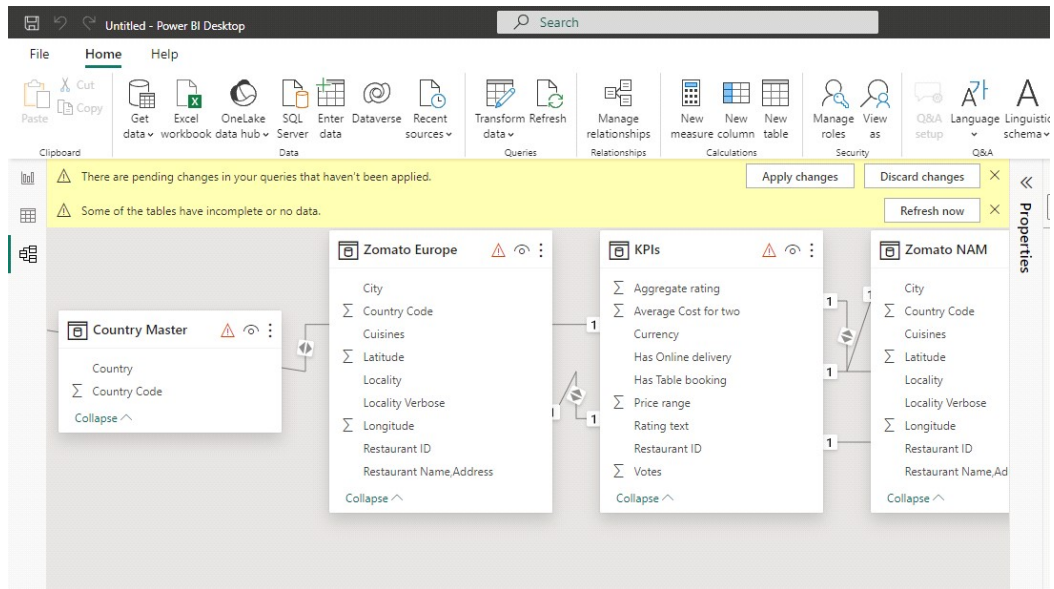 Untitled - Power BI Desktop
Search
File Home Help
Paste
Cut
Copy
Get data
Excel workbook
OneLake data hub
SQL Server
Enter data
Dataverse
Recent sources
Transform data
Refresh
Manage relationships
New measure
New column
New table
Manage roles
View as
Q&A setup
Language
Linguistic schema
Clipboard
Data
Queries
Relationships
Calculations
Security
Q&A
There are pending changes in your queries that haven't been applied.
Apply changes
Discard changes
Some of the tables have incomplete or no data.
Refresh now
Properties
Country Master
Country
Country Code
Collapse
Zomato Europe
City
Country Code
Cuisines
Latitude
Locality
Locality Verbose
Longitude
Restaurant ID
Restaurant Name,Address
Collapse
1
1
KPIs
Aggregate rating
Average Cost for two
Currency
Has Online delivery
Has Table booking
Price range
Rating text
Restaurant ID
Votes
Collapse
1
1
1
1
Zomato NAM
City
Country Code
Cuisines
Latitude
Locality
Locality Verbose
Longitude
Restaurant ID
Restaurant Name,Ad
Collapse